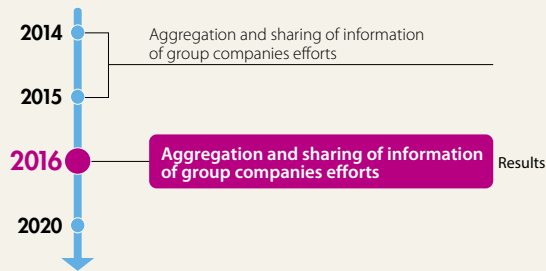 2014
Aggregation and sharing of information
of group companies efforts
2015
2016
Aggregation and sharing of information
of group companies efforts
Results
2020